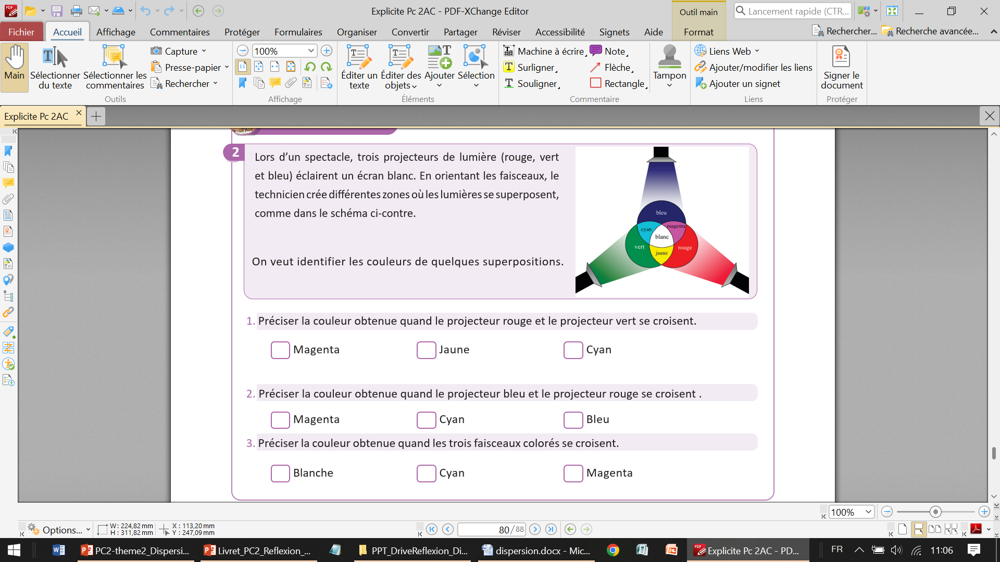 Explicite Pc 2AC - PDF-XChange Editor
Outil main
Lancement rapide (CTR...
Fichier
Accueil
Affichage
Commentaires
Protéger
Formulaires
Organiser
Convertir
Partager
Réviser
Accessibilité
Signets
Aide
Format
Rechercher...
Recherche avancée...
Main
Sélectionner du texte
Sélectionner les commentaires
Capture
Presse-papier
Rechercher
Outils
100%
1:1
Affichage
Éditer un texte
Éditer des objets
Ajouter
Sélection
Éléments
Machine à écrire
Surligner
Souligner
Note
Flèche
Rectangle
Commentaire
Tampon
Liens Web
Ajouter/modifier les liens
Ajouter un signet
Liens
Signer le document
Protéger
Explicite Pc 2AC
2
Lors d’un spectacle, trois projecteurs de lumière (rouge, vert
et bleu) éclairent un écran blanc. En orientant les faisceaux, le
technicien crée différentes zones où les lumières se superposent,
comme dans le schéma ci-contre.
On veut identifier les couleurs de quelques superpositions.
bleu
cyan
magenta
blanc
vert
rouge
jaune
1. Préciser la couleur obtenue quand le projecteur rouge et le projecteur vert se croisent.
Magenta
Jaune
Cyan
2. Préciser la couleur obtenue quand le projecteur bleu et le projecteur rouge se croisent .
Magenta
Cyan
Bleu
3. Préciser la couleur obtenue quand les trois faisceaux colorés se croisent.
Blanche
Cyan
Magenta
100%
Options...
W : 224,82 mm
H : 311,82 mm
X : 113,20 mm
Y : 247,09 mm
80 / 88
PC2-theme2_Dispersi...
Livret_PC2_Reflexion_...
PPT_DriveReflexion_Di...
dispersion.docx - Mic...
Explicite Pc 2AC - PD...
FR
11:06